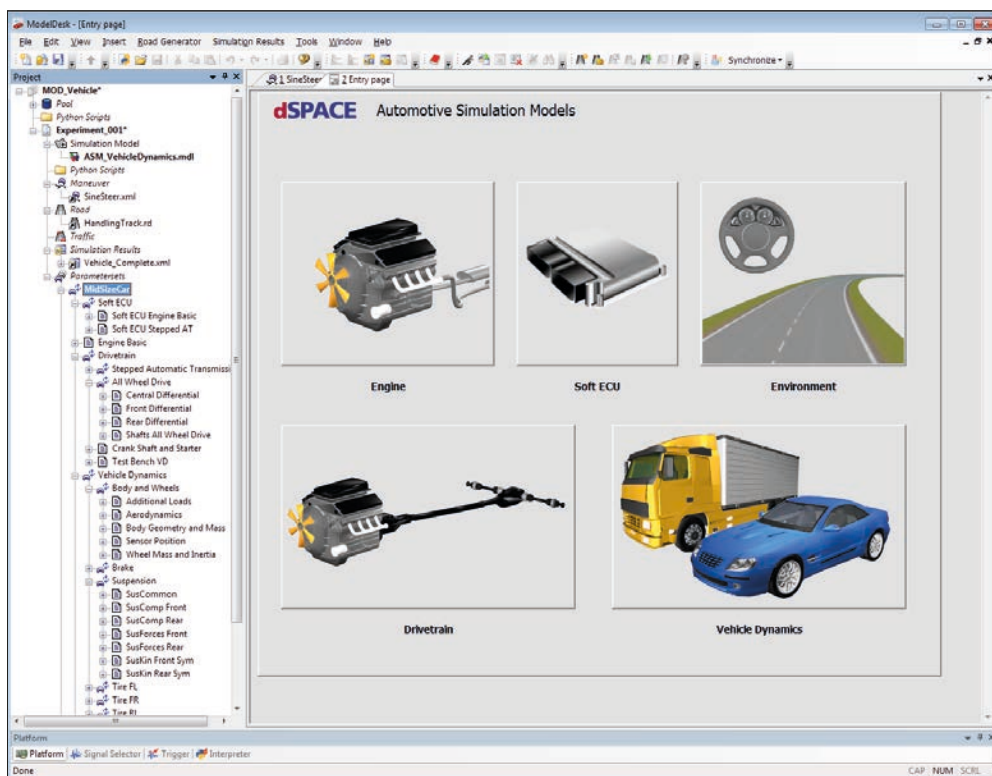 ModelDesk - [Entry page]
File Edit View Insert Road Generator Simulation Results Tools Window Help
Synchronize
Project
1 SineSteer 2 Entry page
MOD_Vehicle*
Pool
Python Scripts
Experiment_001*
Simulation Model
ASM_VehicleDynamics.mdl
Python Scripts
Maneuver
SineSteer.xml
Road
HandlingTrack.rd
Traffic
Simulation Results
Vehicle_Complete.xml
Parametersets
MidSizeCar
Soft ECU
Soft ECU Engine Basic
Soft ECU Stepped AT
Engine Basic
Drivetrain
Stepped Automatic Transmissi
All Wheel Drive
Central Differential
Front Differential
Rear Differential
Shafts All Wheel Drive
Crank Shaft and Starter
Test Bench VD
Vehicle Dynamics
Body and Wheels
Additional Loads
Aerodynamics
Body Geometry and Mass
Sensor Position
Wheel Mass and Inertia
Brake
Suspension
SusCommon
SusComp Front
SusComp Rear
SusForces Front
SusForces Rear
SusKin Front Sym
SusKin Rear Sym
Tire FL
Tire FR
Tire RL
dSPACE Automotive Simulation Models
Engine Soft ECU Environment
Drivetrain Vehicle Dynamics
Platform
Platform Signal Selector Trigger Interpreter
Done CAP NUM SCRL